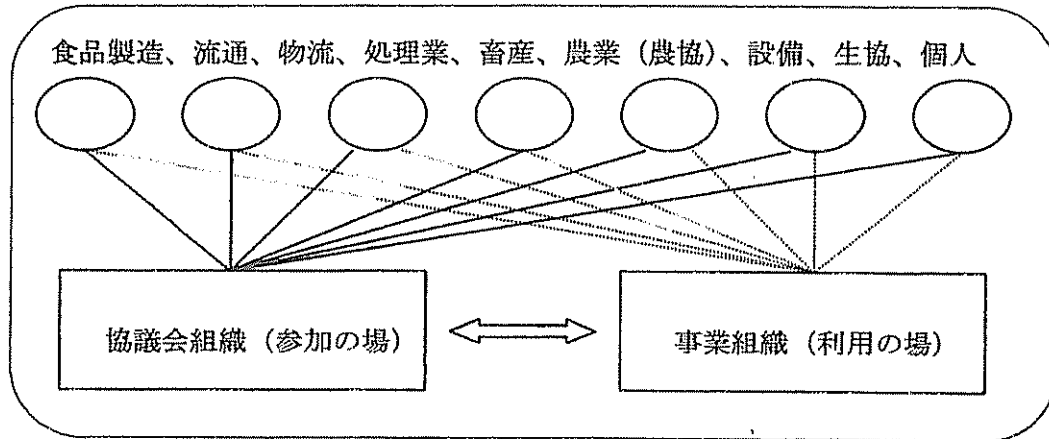 食品製造、流通、物流、処理業、畜産、農業（農協）、設備、生協、個人
協議会組織（参加の場）
事業組織（利用の場）